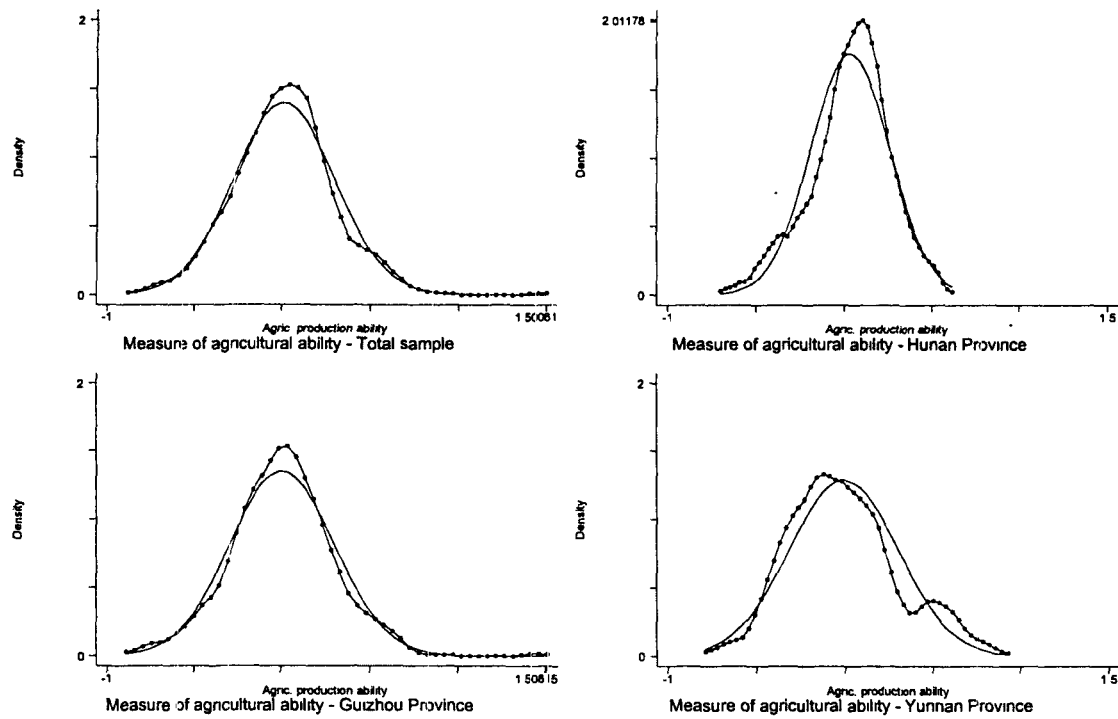 2
Density
0
-1
1 50081
Agric. production ability
Measure of agricultural ability - Total sample
2 01178
Density
0
-1
1 5
Agric. production ability
Measure of agricultural ability - Hunan Province
2
Density
0
-1
1 50815
Agric. production ability
Measure of agricultural ability - Guizhou Province
2
Density
0
-1
1 5
Agric. production ability
Measure of agricultural ability - Yunnan Province